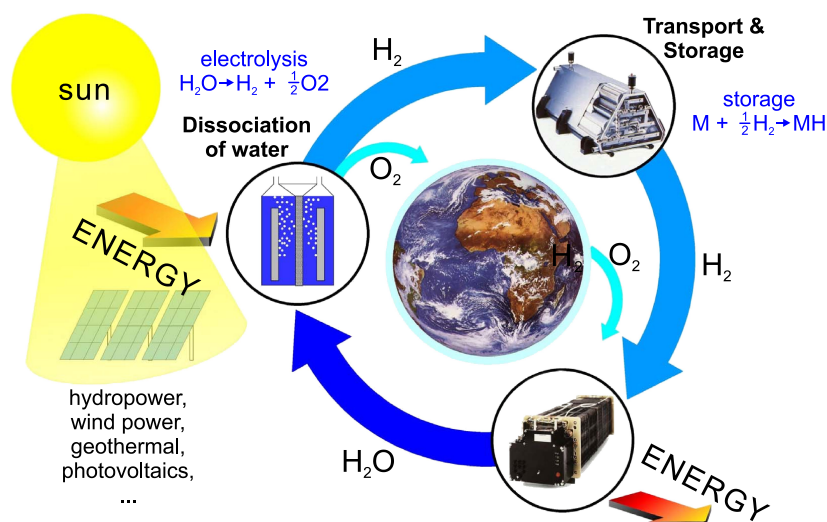 sun
electrolysis
H₂O→H₂ + ½O2
Dissociation
of water
H₂
Transport &
Storage
storage
M + ½H₂→MH
O₂
ENERGY
H₂
O₂
H₂
hydropower,
wind power,
geothermal,
photovoltaics,
...
H₂O
ENERGY